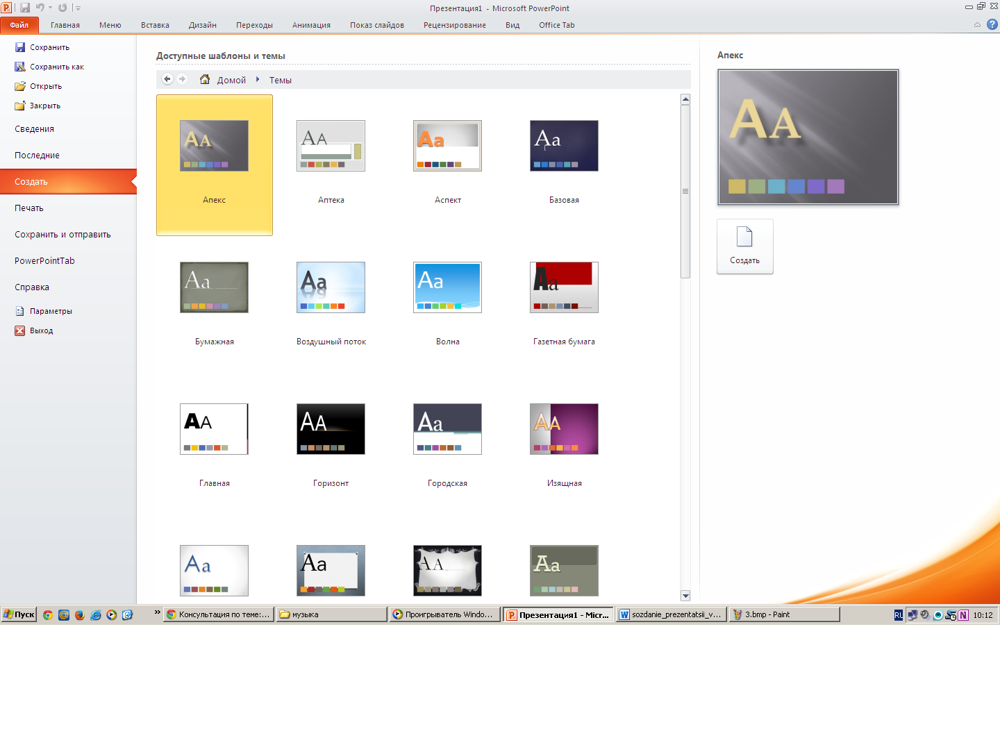 Презентация1 - Microsoft PowerPoint
Файл Главная Меню Вставка Дизайн Переходы Анимация Показ слайдов Рецензирование Вид Office Tab
Сохранить
Сохранить как
Открыть
Закрыть
Сведения
Последние
Создать
Печать
Сохранить и отправить
PowerPointTab
Справка
Параметры
Выход
Доступные шаблоны и темы
Домой Темы
AA AA Aa Aa
Апекс Аптека Аспект Базовая
Aa Aa Aa Aa
Бумажная Воздушный поток Волна Газетная бумага
AA AA Aa AA
Главная Горизонт Городская Изящная
Aa Aa AA Aa
Апекс
AA
Создать
Пуск Консультация по теме:... музыка Проигрыватель Windo... Презентация1 - Micr... sozdanie_prezentatsii_v... 3.bmp - Paint RU 10:12